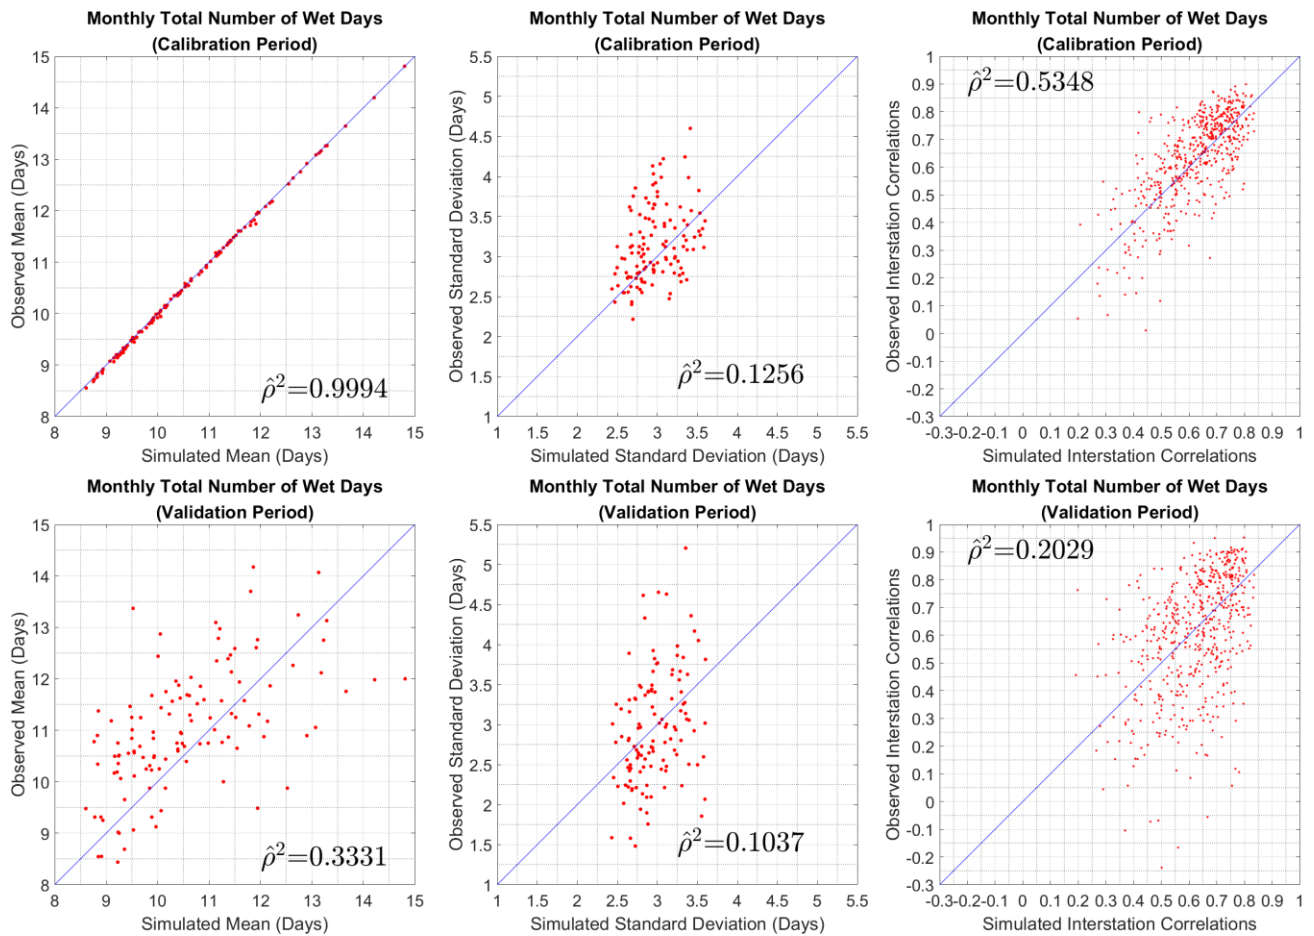 Monthly Total Number of Wet Days
(Calibration Period)
15
14
13
12
11
10
9
8
8 9 10 11 12 13 14 15
Observed Mean (Days)
Simulated Mean (Days)
ρ̂²=0.9994
Monthly Total Number of Wet Days
(Calibration Period)
5.5
5
4.5
4
3.5
3
2.5
2
1.5
1
1 1.5 2 2.5 3 3.5 4 4.5 5 5.5
Observed Standard Deviation (Days)
Simulated Standard Deviation (Days)
ρ̂²=0.1256
Monthly Total Number of Wet Days
(Calibration Period)
1
0.9
0.8
0.7
0.6
0.5
0.4
0.3
0.2
0.1
0
-0.1
-0.2
-0.3
-0.3 -0.2 -0.1 0 0.1 0.2 0.3 0.4 0.5 0.6 0.7 0.8 0.9 1
Observed Interstation Correlations
Simulated Interstation Correlations
ρ̂²=0.5348
Monthly Total Number of Wet Days
(Validation Period)
15
14
13
12
11
10
9
8
8 9 10 11 12 13 14 15
Observed Mean (Days)
Simulated Mean (Days)
ρ̂²=0.3331
Monthly Total Number of Wet Days
(Validation Period)
5.5
5
4.5
4
3.5
3
2.5
2
1.5
1
1 1.5 2 2.5 3 3.5 4 4.5 5 5.5
Observed Standard Deviation (Days)
Simulated Standard Deviation (Days)
ρ̂²=0.1037
Monthly Total Number of Wet Days
(Validation Period)
1
0.9
0.8
0.7
0.6
0.5
0.4
0.3
0.2
0.1
0
-0.1
-0.2
-0.3
-0.3 -0.2 -0.1 0 0.1 0.2 0.3 0.4 0.5 0.6 0.7 0.8 0.9 1
Observed Interstation Correlations
Simulated Interstation Correlations
ρ̂²=0.2029